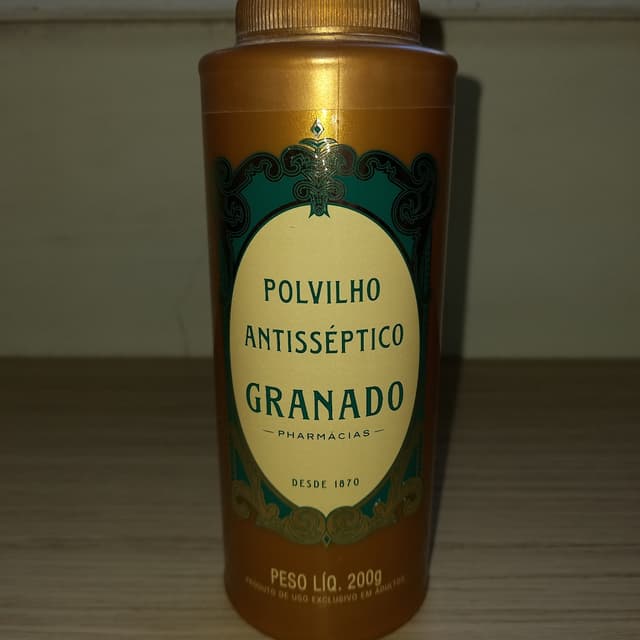 POLVILHO
ANTISSÉPTICO
GRANADO
PHARMÁCIAS
DESDE 1870
PESO LÍQ. 200g
PRODUTO DE USO EXCLUSIVO EM ADULTOS